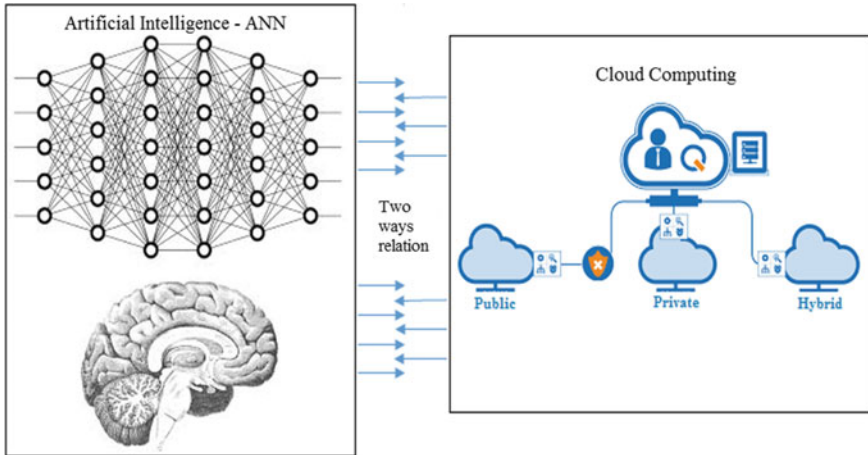 Artificial Intelligence - ANN
Cloud Computing
Two
ways
relation
Public
Private
Hybrid